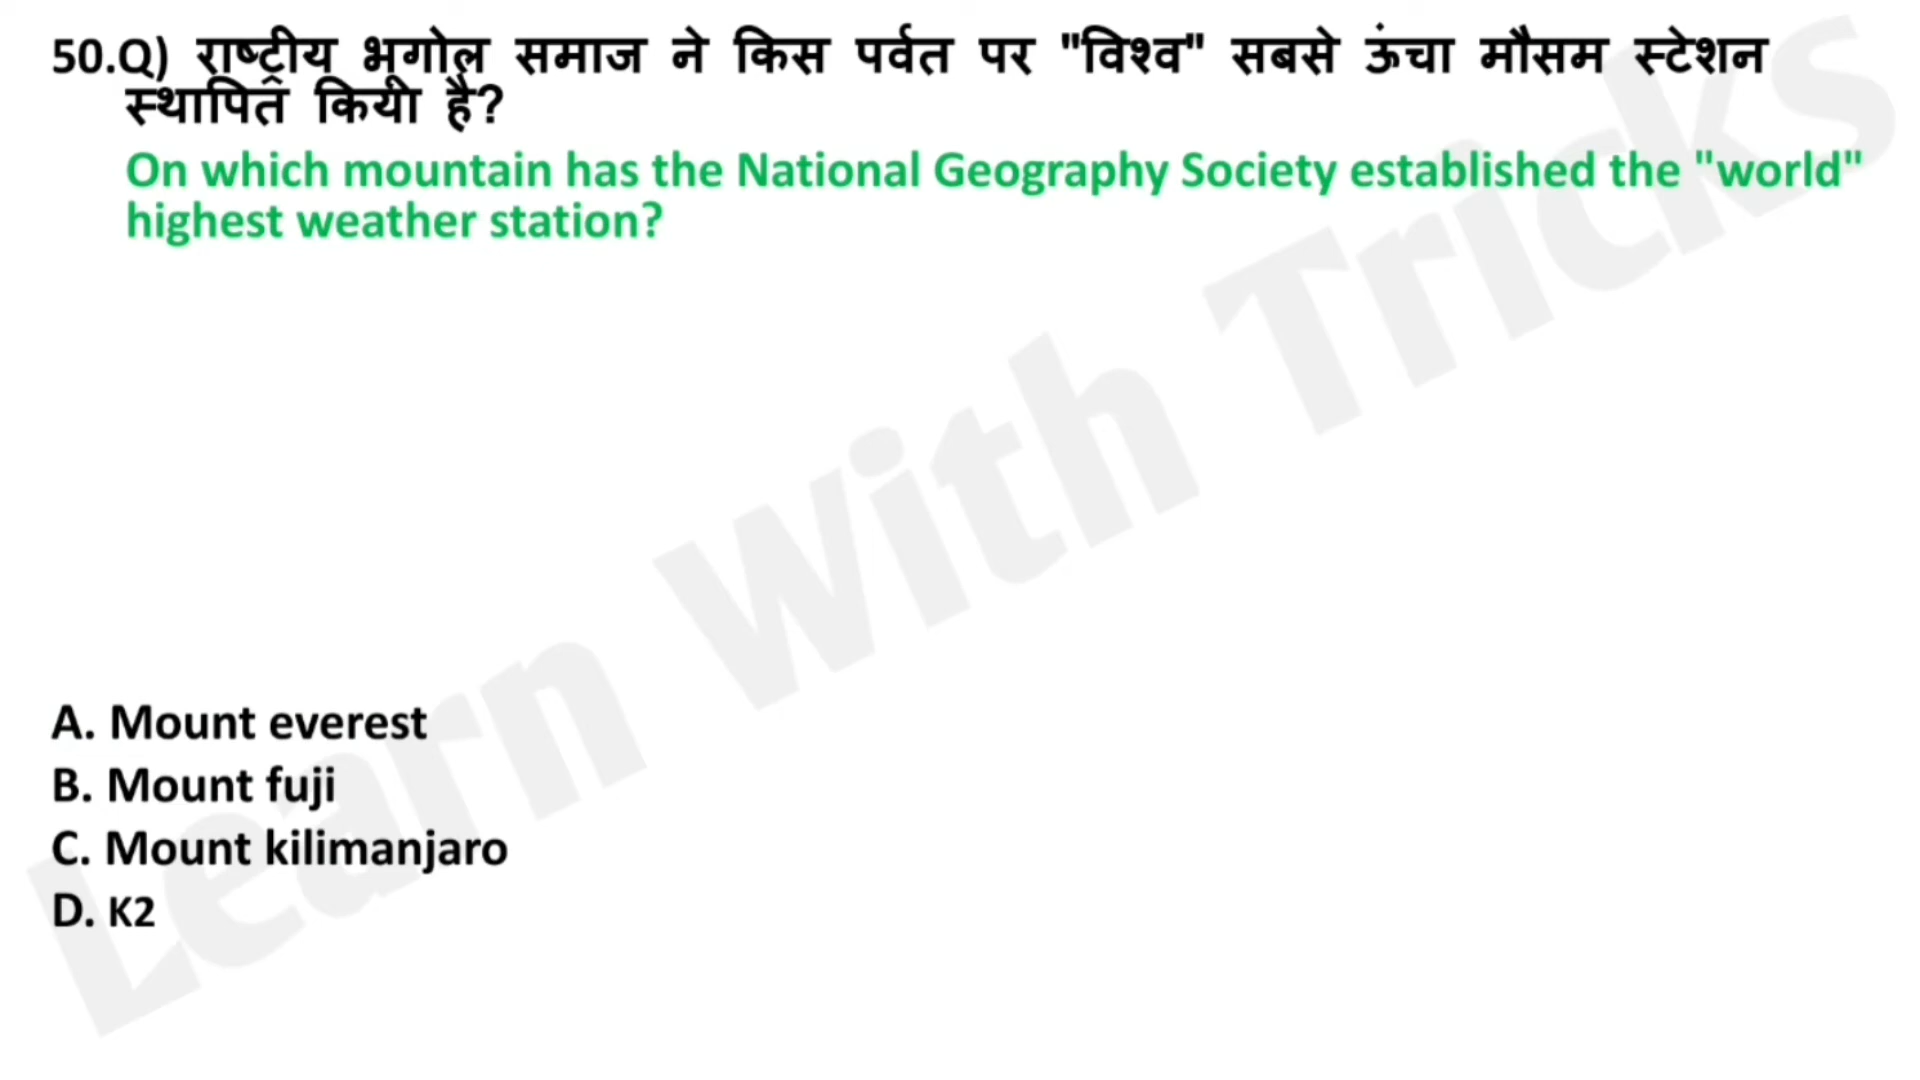 50.Q) राष्ट्रीय भूगोल समाज ने किस पर्वत पर "विश्व" सबसे ऊंचा मौसम स्टेशन
स्थापित कियी है?
On which mountain has the National Geography Society established the "world"
highest weather station?
A. Mount everest
B. Mount fuji
C. Mount kilimanjaro
D. K2
Learn With Tricks